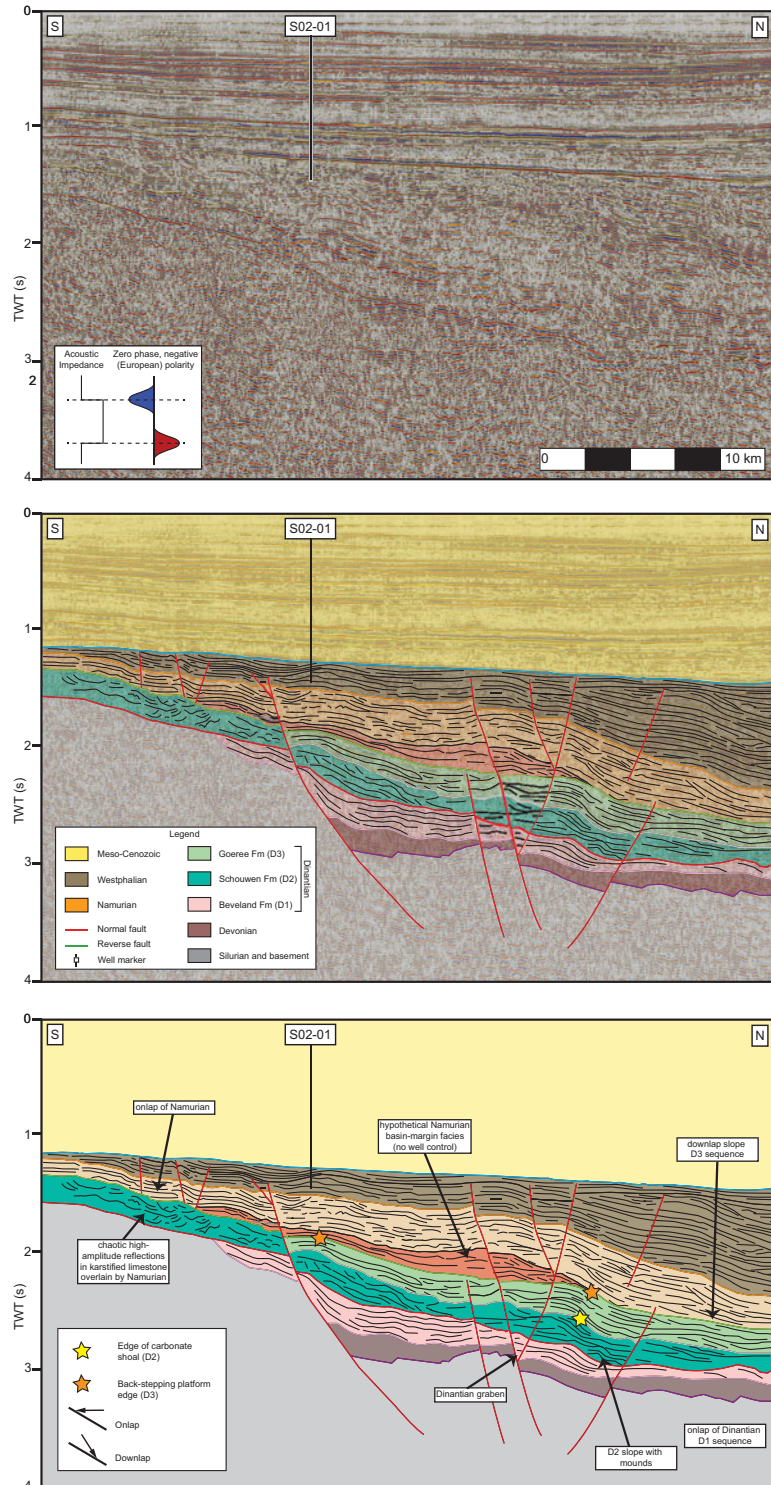 0
S
S02-01
N
1
2
TWT (s)
3
2
Acoustic
Impedance
Zero phase, negative
(European) polarity
0
10 km
4
0
S
S02-01
N
1
2
TWT (s)
3
Legend
Meso-Cenozoic
Westphalian
Namurian
Normal fault
Reverse fault
Well marker
Goeree Fm (D3)
Schouwen Fm (D2)
Beveland Fm (D1)
Dinantian
Devonian
Silurian and basement
4
0
S
S02-01
N
onlap of Namurian
hypothetical Namurian
basin-margin facies
(no well control)
downlap slope
D3 sequence
1
chaotic high-
amplitude reflections
in karstified limestone
overlain by Namurian
2
TWT (s)
3
Edge of carbonate
shoal (D2)
Back-stepping platform
edge (D3)
Onlap
Downlap
Dinantian graben
D2 slope with
mounds
onlap of Dinantian
D1 sequence
4